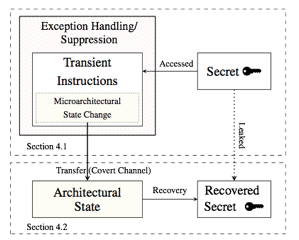 Exception Handling/
Suppression
Transient
Instructions
Accessed
Secret
Microarchitectural
State Change
Section 4.1
Leaked
Transfer (Covert Channel)
Architectural
State
Recovery
Recovered
Secret
Section 4.2